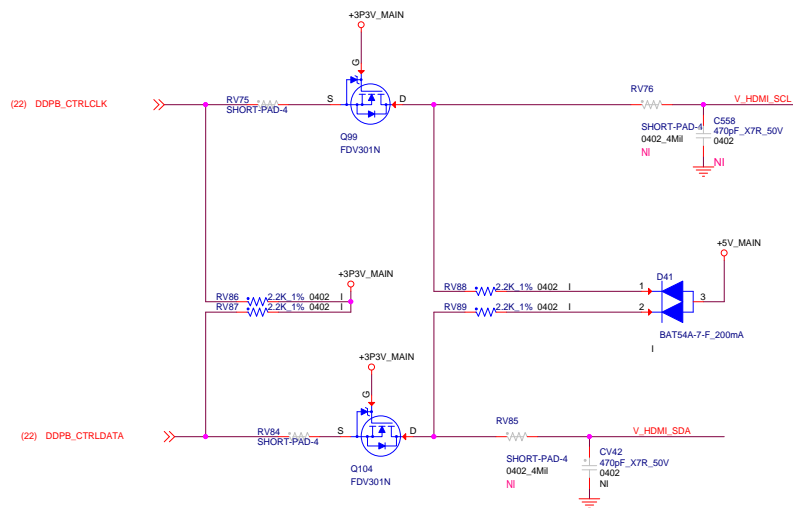 +3P3V_MAIN
G
RV75
SHORT-PAD-4
S
D
(22) DDPB_CTRLCLK
Q99
FDV301N
RV76
SHORT-PAD-4
0402_4Mil
NI
V_HDMI_SCL
C558
470pF_X7R_50V
0402
NI
+5V_MAIN
+3P3V_MAIN
RV86 2.2K_1% 0402 I
RV87 2.2K_1% 0402 I
RV88 2.2K_1% 0402 I
RV89 2.2K_1% 0402 I
D41
1
2
3
BAT54A-7-F_200mA
I
+3P3V_MAIN
G
(22) DDPB_CTRLDATA
RV84
SHORT-PAD-4
S
D
Q104
FDV301N
RV85
SHORT-PAD-4
0402_4Mil
NI
V_HDMI_SDA
CV42
470pF_X7R_50V
0402
NI